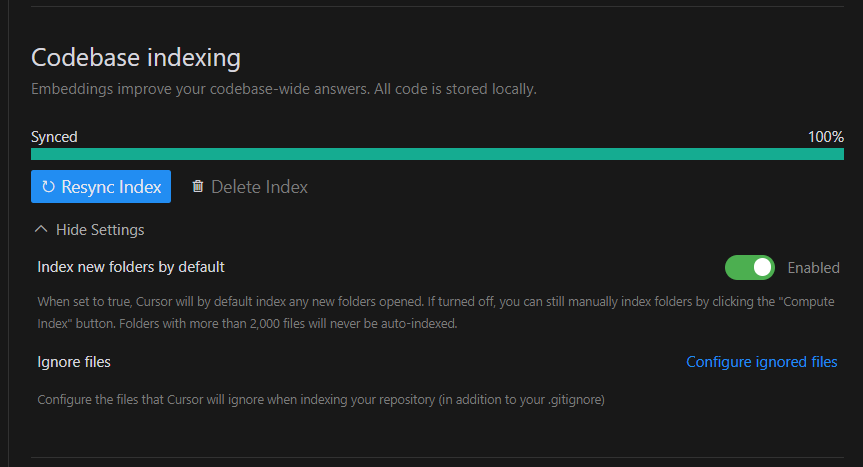 Codebase indexing
Embeddings improve your codebase-wide answers. All code is stored locally.
Synced 100%
Resync Index Delete Index
Hide Settings
Index new folders by default Enabled
When set to true, Cursor will by default index any new folders opened. If turned off, you can still manually index folders by clicking the "Compute
Index" button. Folders with more than 2,000 files will never be auto-indexed.
Ignore files Configure ignored files
Configure the files that Cursor will ignore when indexing your repository (in addition to your .gitignore)